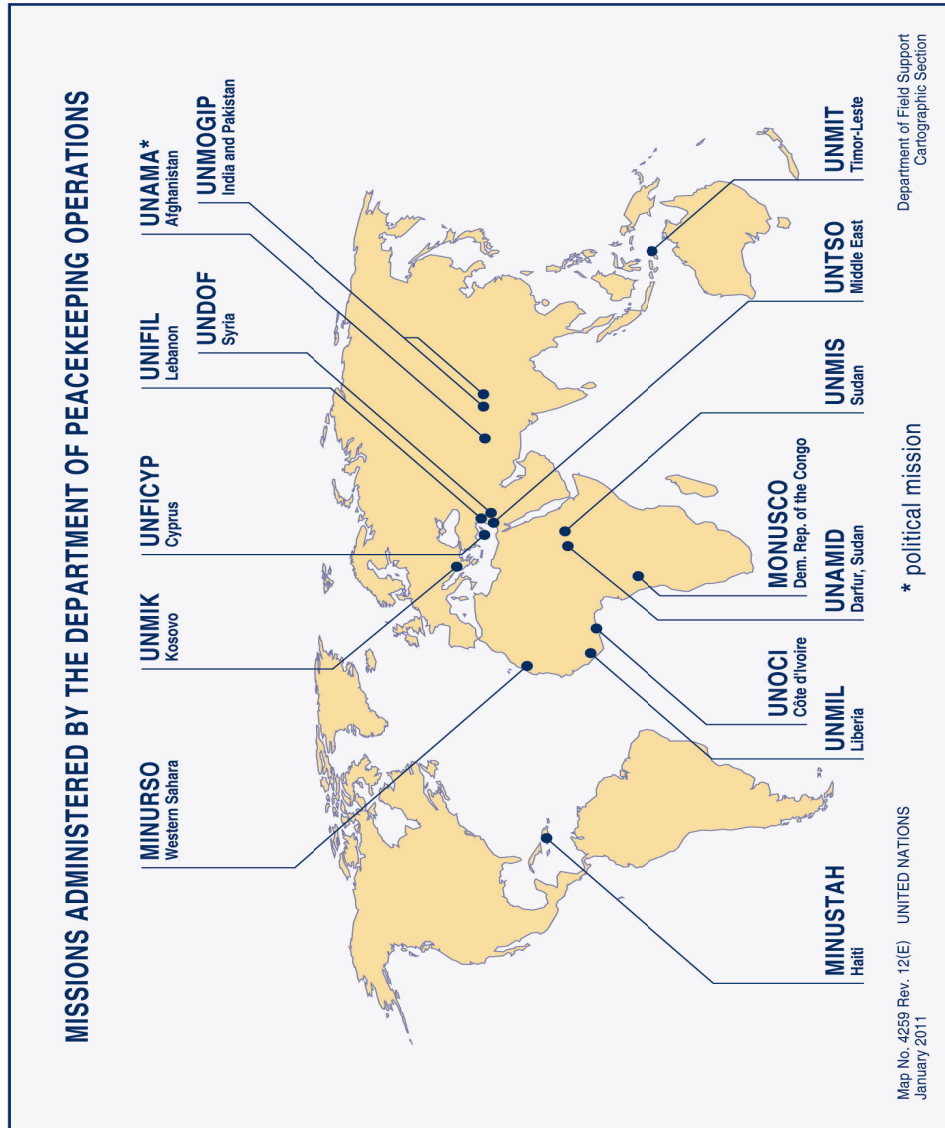 MISSIONS ADMINISTERED BY THE DEPARTMENT OF PEACEKEEPING OPERATIONS
MINURSO
Western Sahara
UNMIK
Kosovo
UNFICYP
Cyprus
UNIFIL
Lebanon
UNDOF
Syria
UNAMA*
Afghanistan
UNMOGIP
India and Pakistan
MINUSTAH
Haiti
UNMIL
Liberia
UNOCI
Côte d'Ivoire
UNAMID
Darfur, Sudan
MONUSCO
Dem. Rep. of the Congo
UNMIS
Sudan
UNTSO
Middle East
UNMIT
Timor-Leste
* political mission
Map No. 4259 Rev. 12(E) UNITED NATIONS
January 2011
Department of Field Support
Cartographic Section